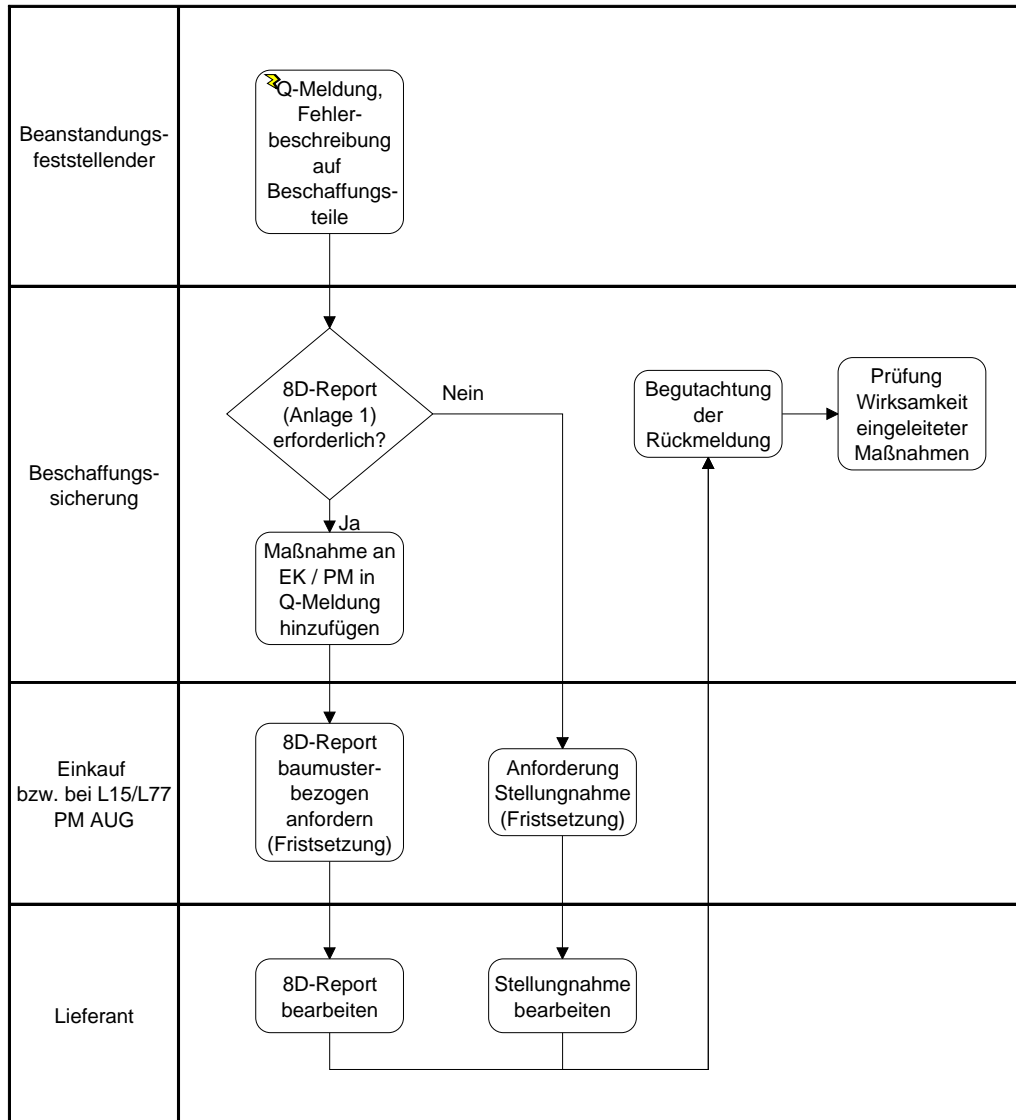 Beanstandungs-
feststellender
Q-Meldung,
Fehler-
beschreibung
auf
Beschaffungs-
teile
Beschaffungs-
sicherung
8D-Report
(Anlage 1)
erforderlich?
Nein
Ja
Maßnahme an
EK / PM in
Q-Meldung
hinzufügen
Begutachtung
der
Rückmeldung
Prüfung
Wirksamkeit
eingeleiteter
Maßnahmen
Einkauf
bzw. bei L15/L77
PM AUG
8D-Report
baumuster-
bezogen
anfordern
(Fristsetzung)
Anforderung
Stellungnahme
(Fristsetzung)
Lieferant
8D-Report
bearbeiten
Stellungnahme
bearbeiten